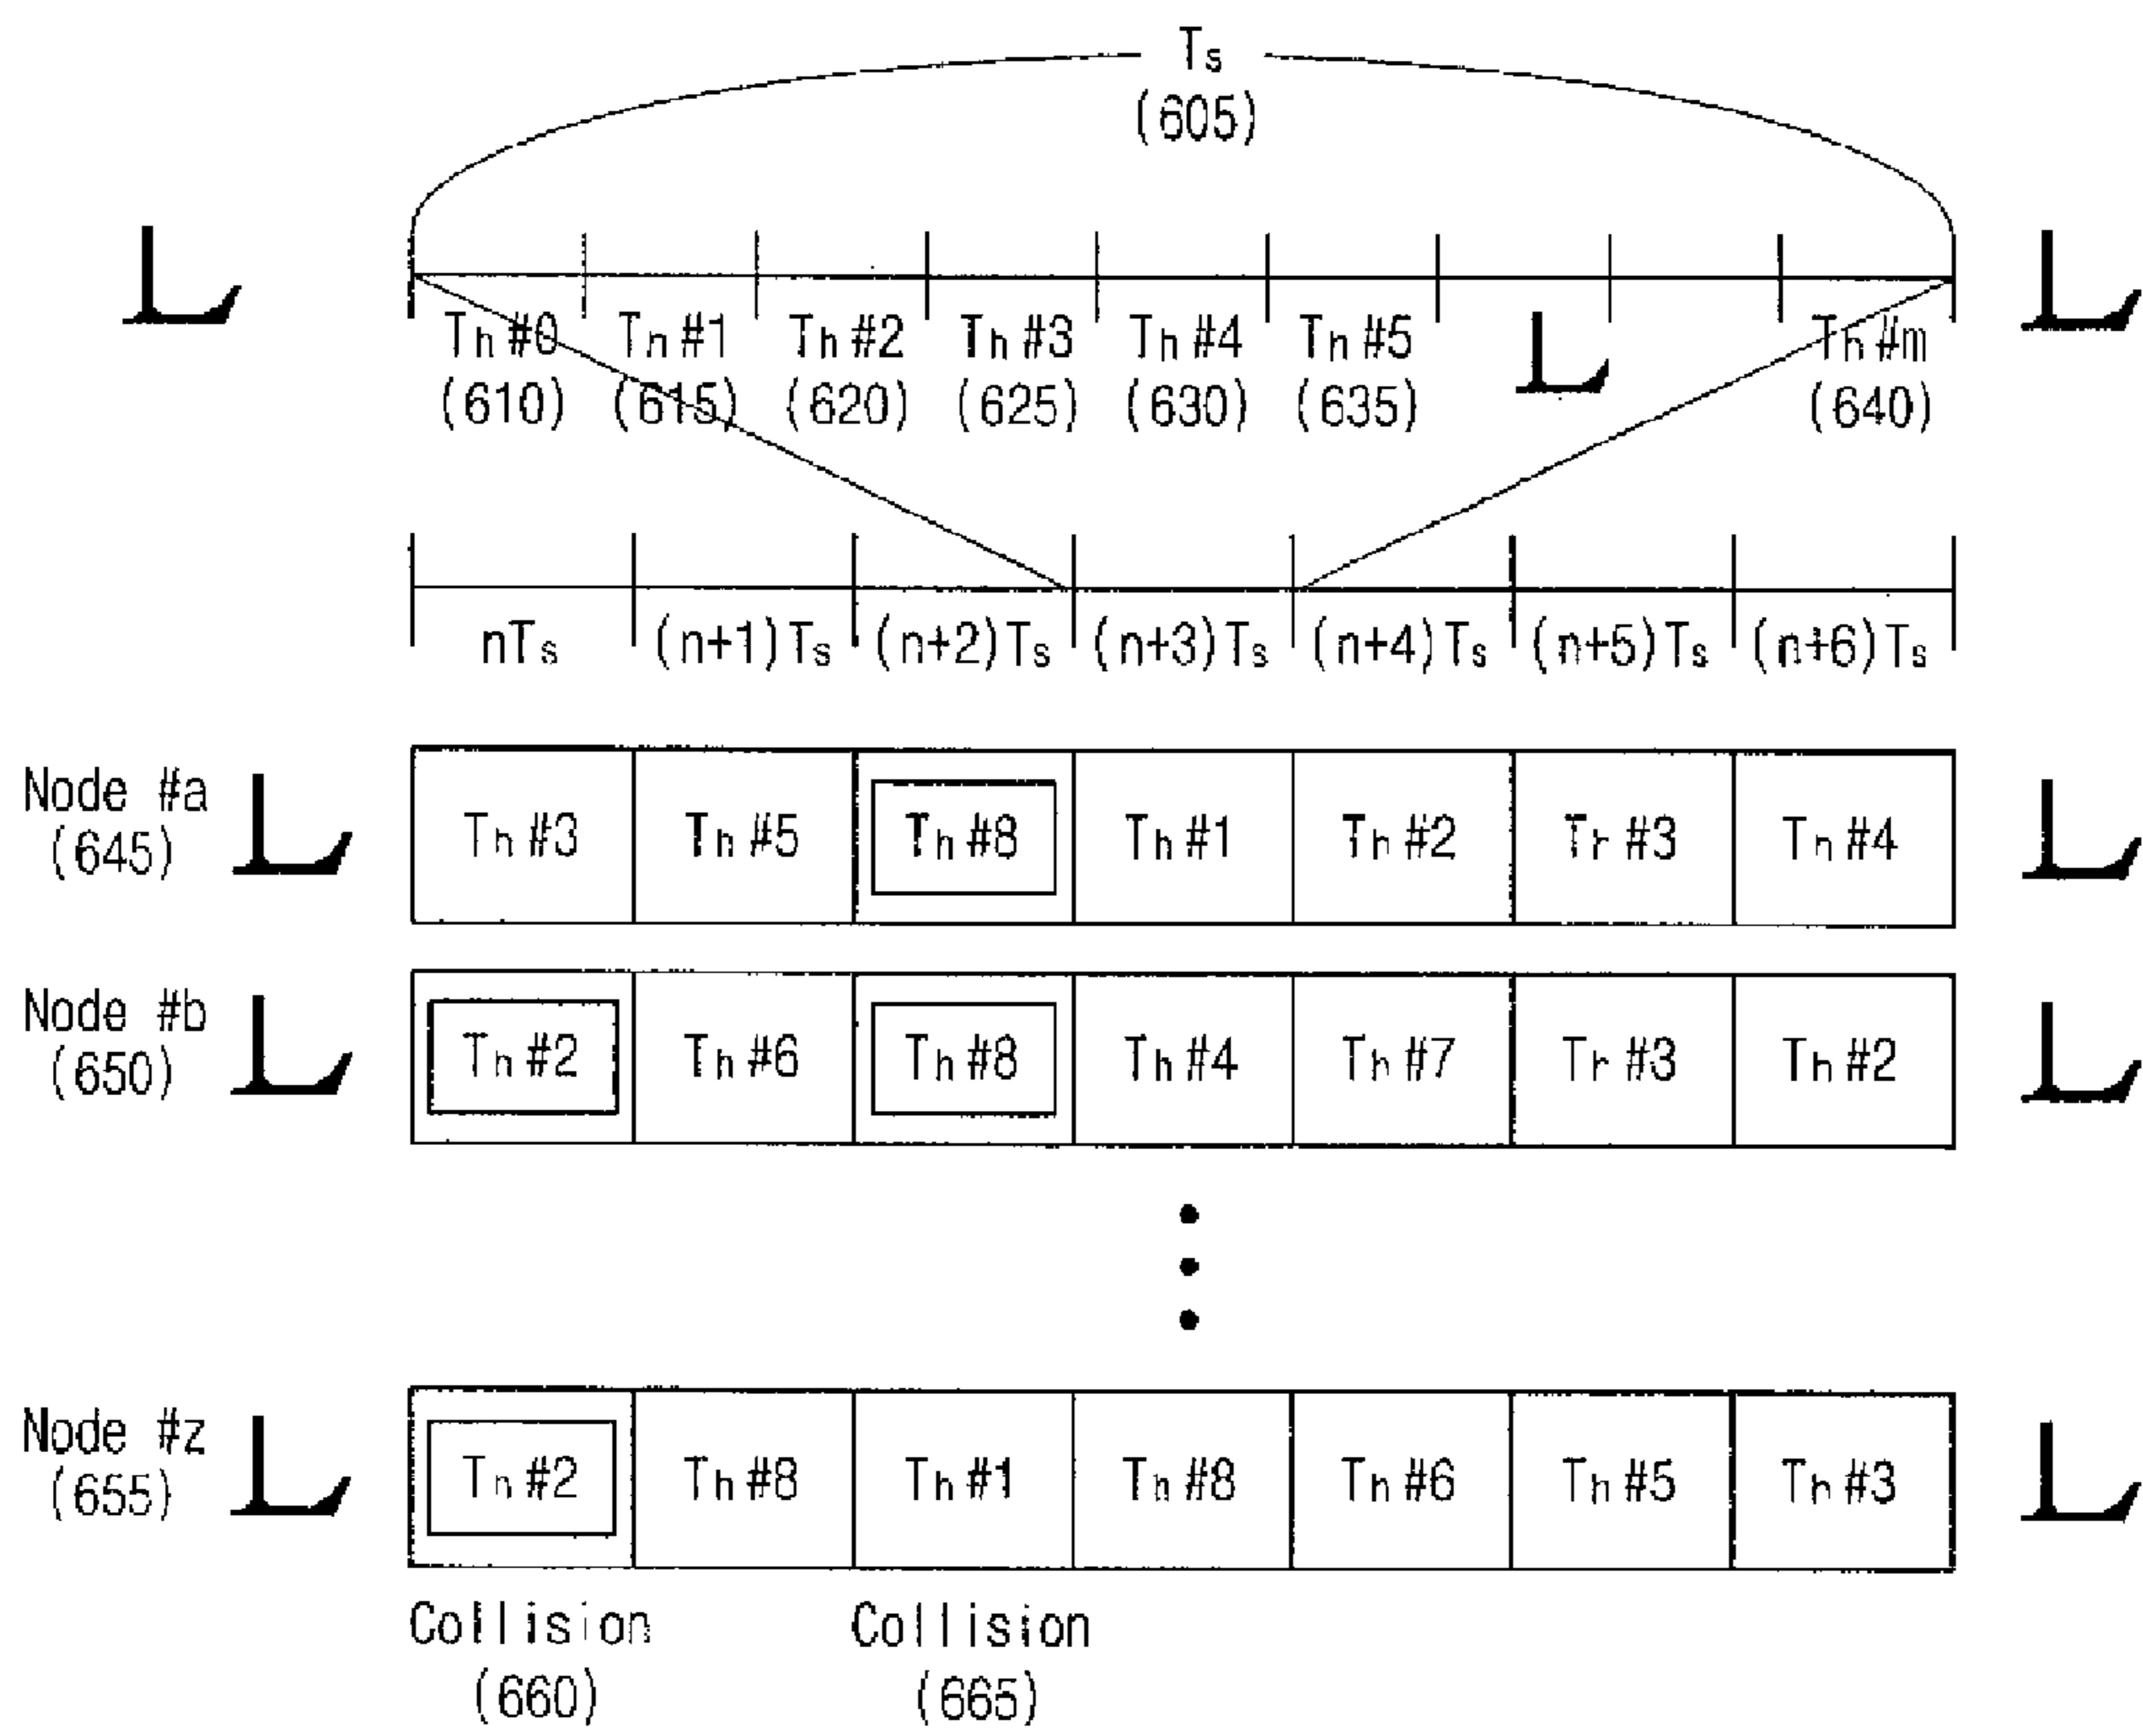 Ts
(605)
Th #0 Th #1 Th #2 Th #3 Th #4 Th #5 L Th #m
(610) (615) (620) (625) (630) (635) (640)
L L
nTs (n+1)Ts (n+2)Ts (n+3)Ts (n+4)Ts (n+5)Ts (n+6)Ts
Node #a
(645)
L Th #3 Th #5 Th #8 Th #1 Th #2 Tr #3 Th #4 L
Node #b
(650)
L Th #2 Th #6 Th #8 Th #4 Th #7 Tr #3 Th #2 L
Node #z
(655)
L Th #2 Th #8 Th #1 Th #8 Th #6 Th #5 Th #3 L
Collision Collision
(660) (665)